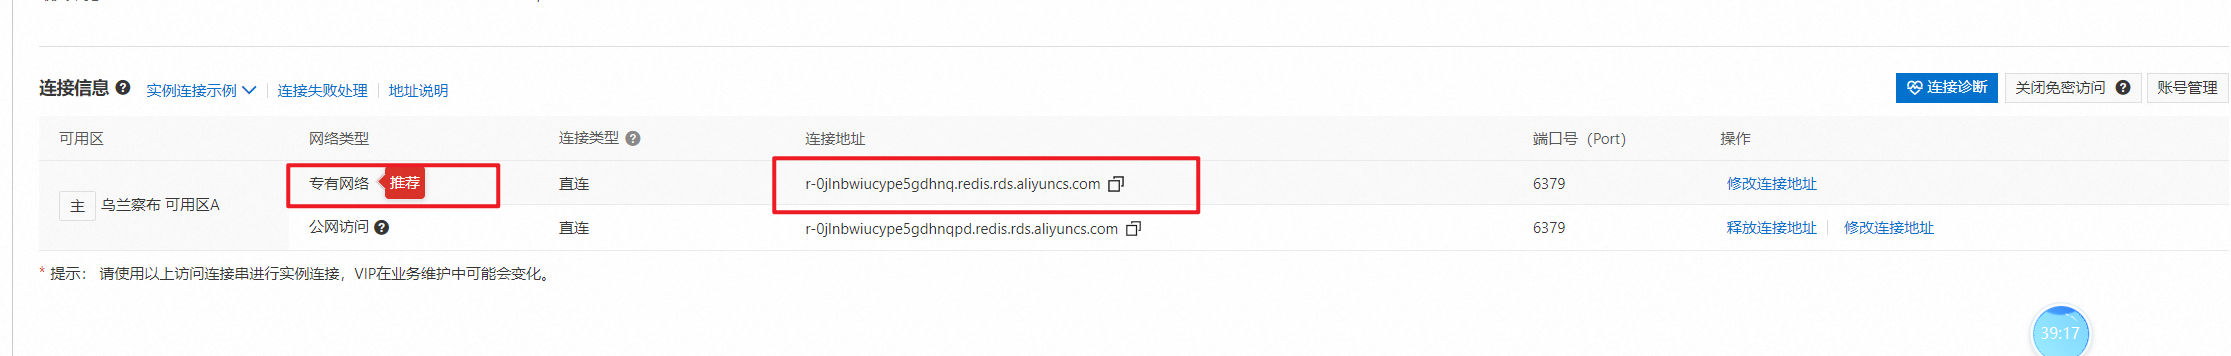 连接信息 实例连接示例 连接失败处理 地址说明 连接诊断 关闭免密访问 账号管理
可用区 网络类型 连接类型 连接地址 端口号（Port） 操作
主 乌兰察布 可用区A
专有网络 推荐 直连 r-0jlnbwiucype5gdhnq.redis.rds.aliyuncs.com 6379 修改连接地址
公网访问 直连 r-0jlnbwiucype5gdhnqpd.redis.rds.aliyuncs.com 6379 释放连接地址 修改连接地址
* 提示： 请使用以上访问连接串进行实例连接，VIP在业务维护中可能会变化。
39:17